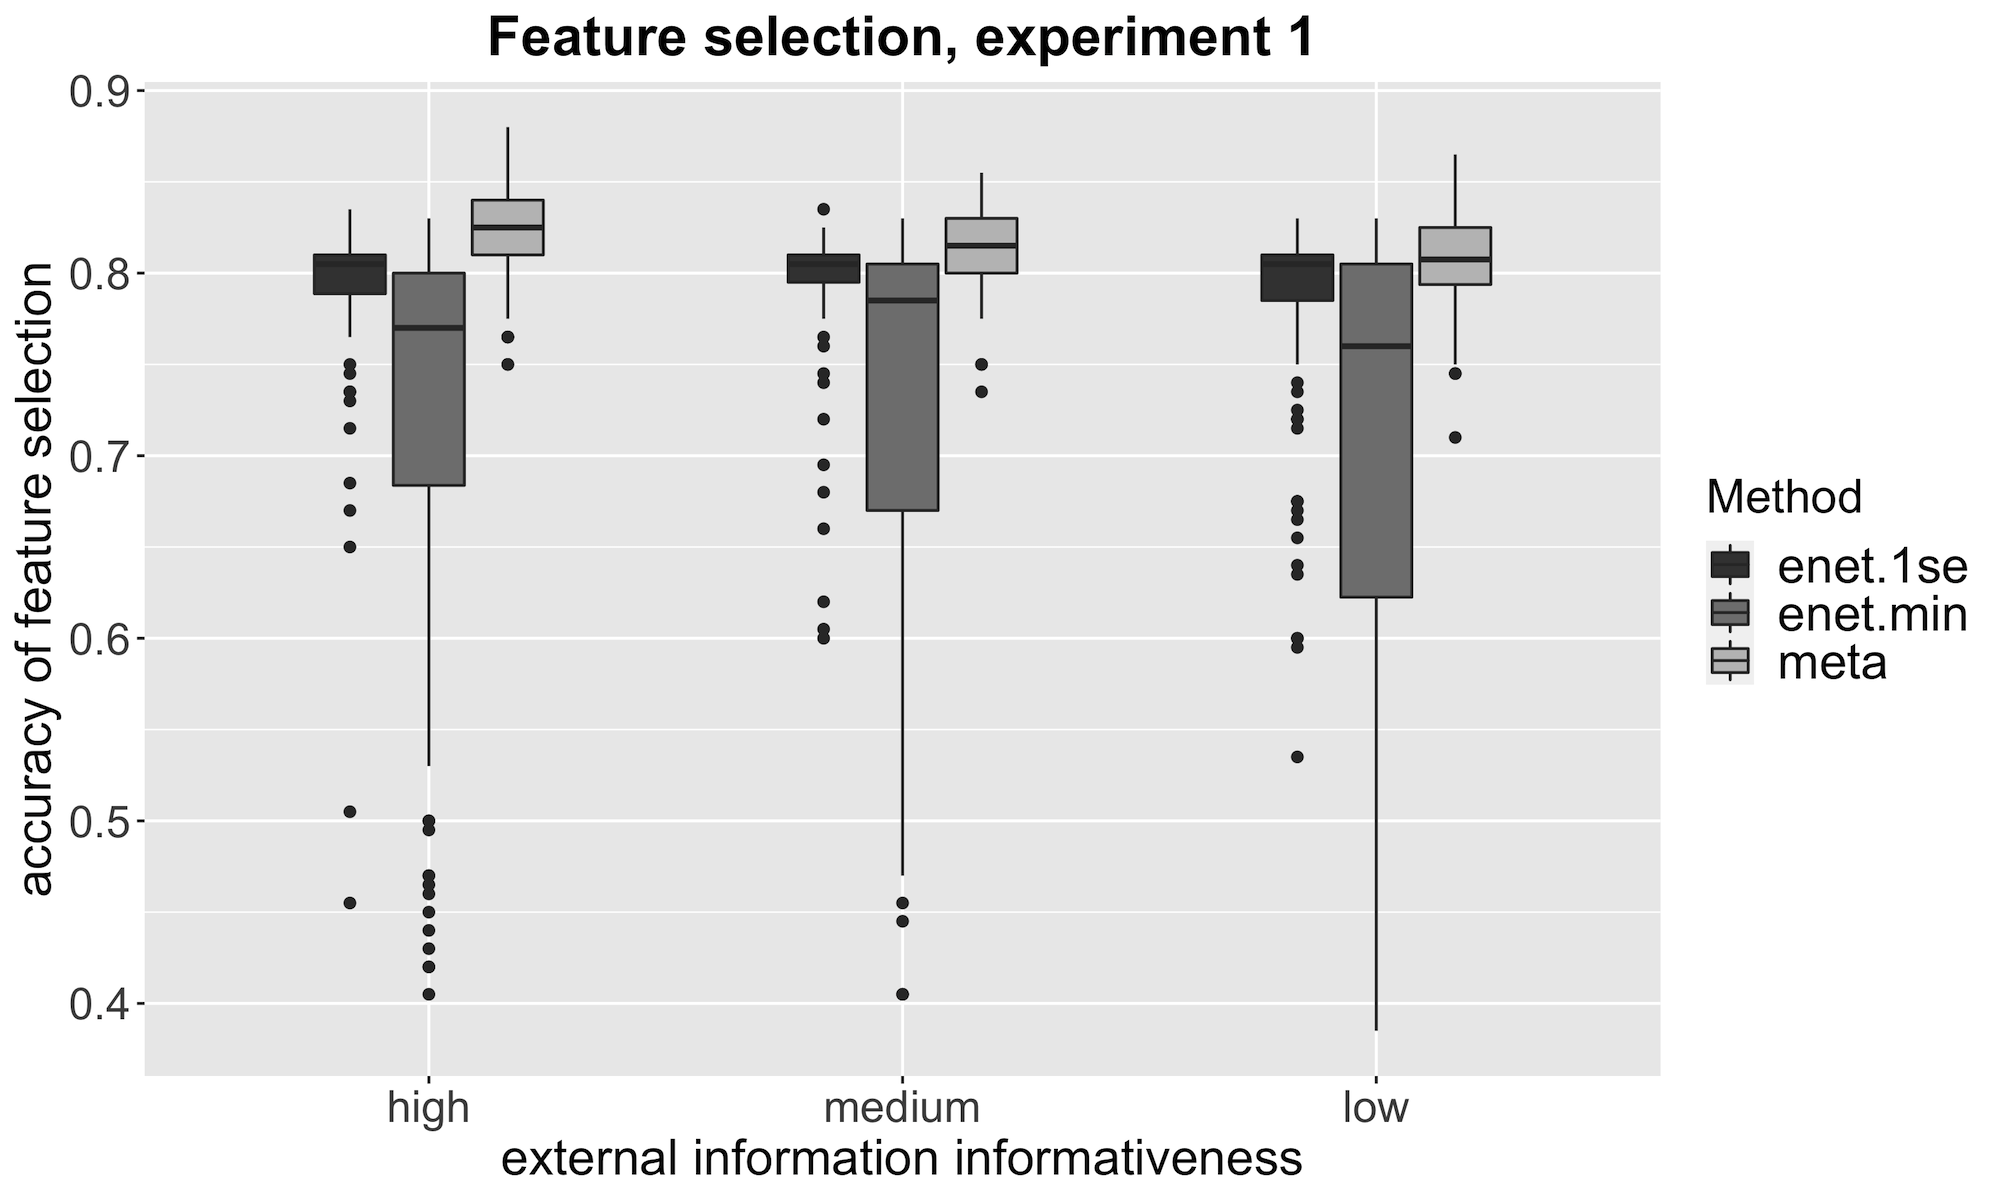 Feature selection, experiment 1
accuracy of feature selection
0.9
0.8
0.7
0.6
0.5
0.4
high
medium
low
external information informativeness
Method
enet.1se
enet.min
meta